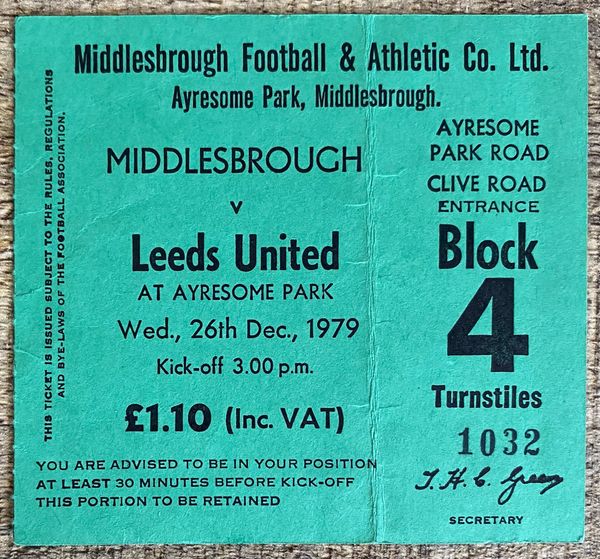 Middlesbrough Football & Athletic Co. Ltd.
Ayresome Park, Middlesbrough.
MIDDLESBROUGH
v
Leeds United
AT AYRESOME PARK
Wed., 26th Dec., 1979
Kick-off 3.00 p.m.
£1.10 (Inc. VAT)
YOU ARE ADVISED TO BE IN YOUR POSITION
AT LEAST 30 MINUTES BEFORE KICK-OFF
THIS PORTION TO BE RETAINED
THIS TICKET IS ISSUED SUBJECT TO THE RULES, REGULATIONS
AND BYE-LAWS OF THE FOOTBALL ASSOCIATION.
AYRESOME
PARK ROAD
CLIVE ROAD
ENTRANCE
Block
4
Turnstiles
1032
T. H. C. Green
SECRETARY